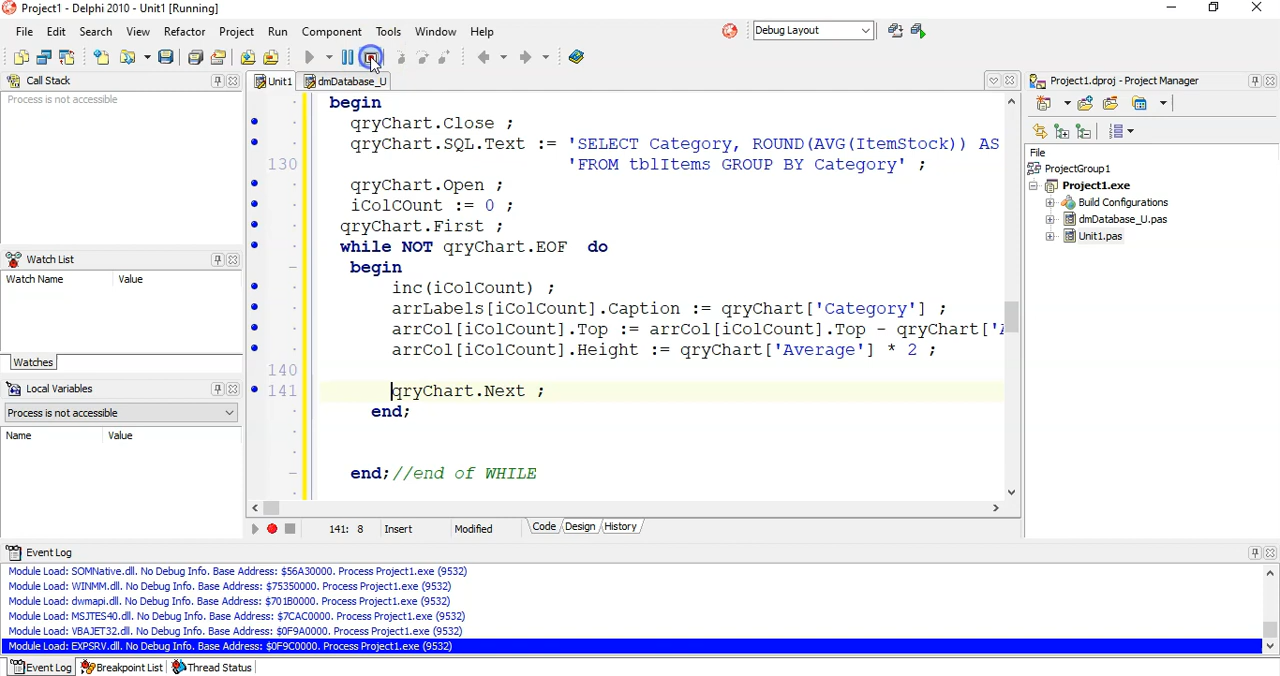 Project1 - Delphi 2010 - Unit1 [Running]
File Edit Search View Refactor Project Run Component Tools Window Help
Debug Layout
Call Stack
Process is not accessible
Unit1 dmDatabase_U
Project1.dproj - Project Manager
begin
qryChart.Close ;
qryChart.SQL.Text := 'SELECT Category, ROUND(AVG(ItemStock)) AS
130 'FROM tblItems GROUP BY Category' ;
qryChart.Open ;
iColCOunt := 0 ;
qryChart.First ;
while NOT qryChart.EOF do
begin
inc(iColCount) ;
arrLabels[iColCount].Caption := qryChart['Category'] ;
arrCol[iColCount].Top := arrCol[iColCount].Top - qryChart['
arrCol[iColCount].Height := qryChart['Average'] * 2 ;
140
141 qryChart.Next ;
end;
end;//end of WHILE
File
ProjectGroup1
Project1.exe
Build Configurations
dmDatabase_U.pas
Unit1.pas
Watch List
Watch Name Value
Watches
Local Variables
Process is not accessible
Name Value
141: 8 Insert Modified Code Design History
Event Log
Module Load: SOMNative.dll. No Debug Info. Base Address: $56A30000. Process Project1.exe (9532)
Module Load: WINMM.dll. No Debug Info. Base Address: $75350000. Process Project1.exe (9532)
Module Load: dwmapi.dll. No Debug Info. Base Address: $701B0000. Process Project1.exe (9532)
Module Load: MSJTES40.dll. No Debug Info. Base Address: $7CAC0000. Process Project1.exe (9532)
Module Load: VBAJET32.dll. No Debug Info. Base Address: $0F9A0000. Process Project1.exe (9532)
Module Load: EXPSRV.dll. No Debug Info. Base Address: $0F9C0000. Process Project1.exe (9532)
Event Log Breakpoint List Thread Status